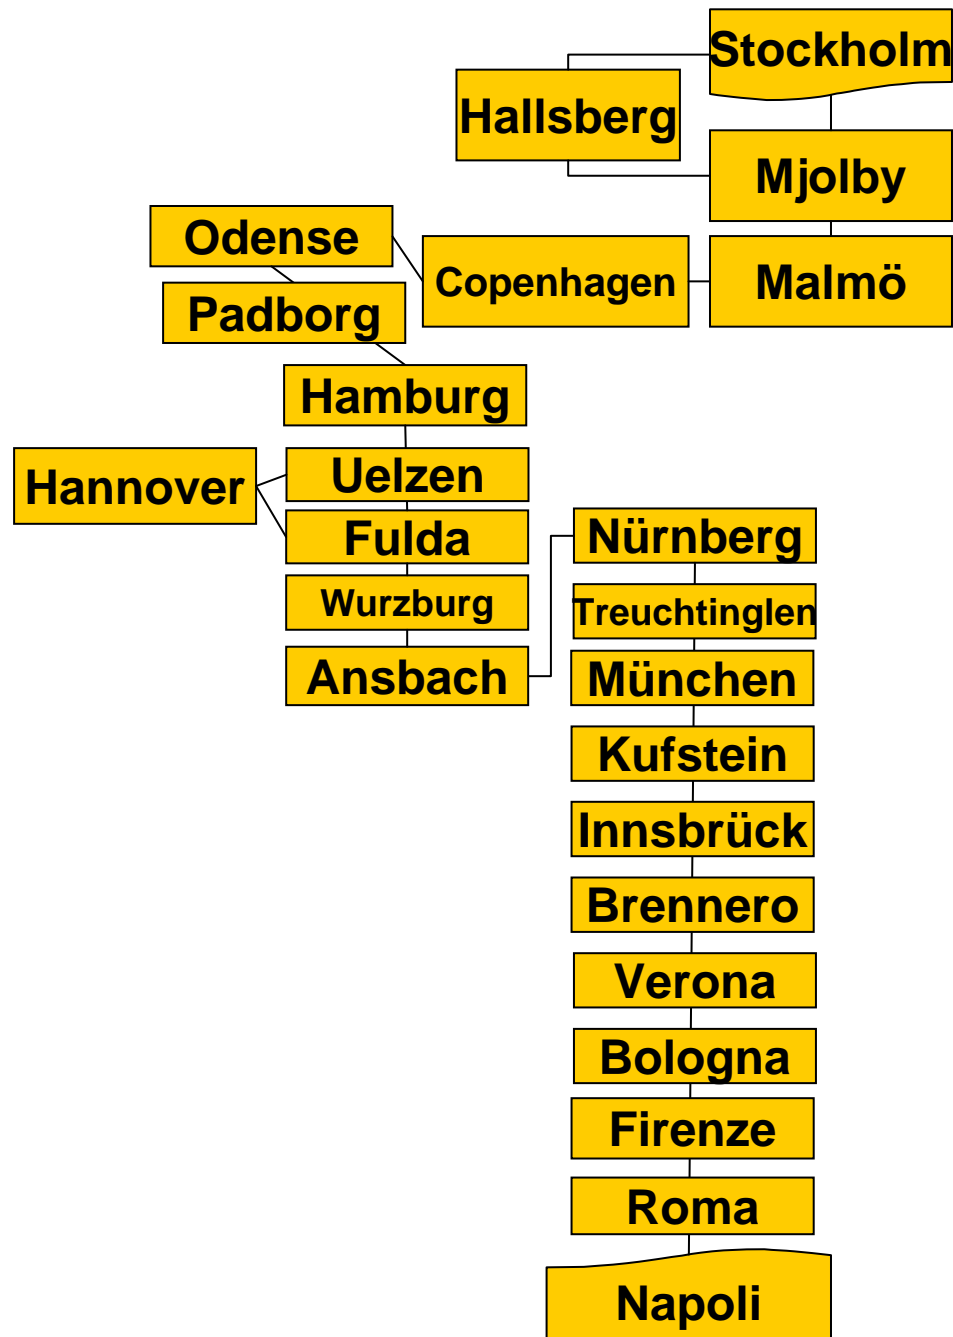 Stockholm
Hallsberg
Mjolby
Odense
Copenhagen
Malmö
Padborg
Hamburg
Hannover
Uelzen
Fulda
Nürnberg
Wurzburg
Treuchtinglen
Ansbach
München
Kufstein
Innsbrück
Brennero
Verona
Bologna
Firenze
Roma
Napoli